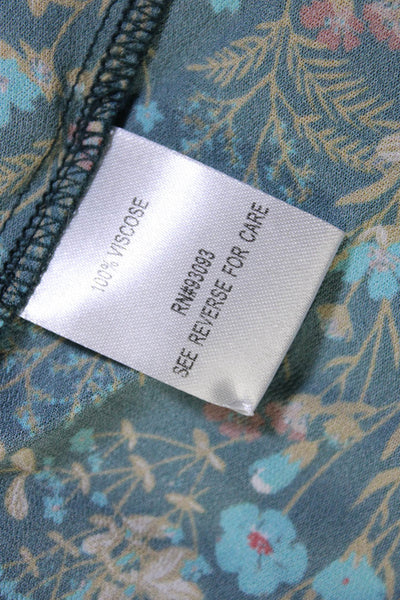 100% VISCOSE
RN#93093
SEE REVERSE FOR CARE